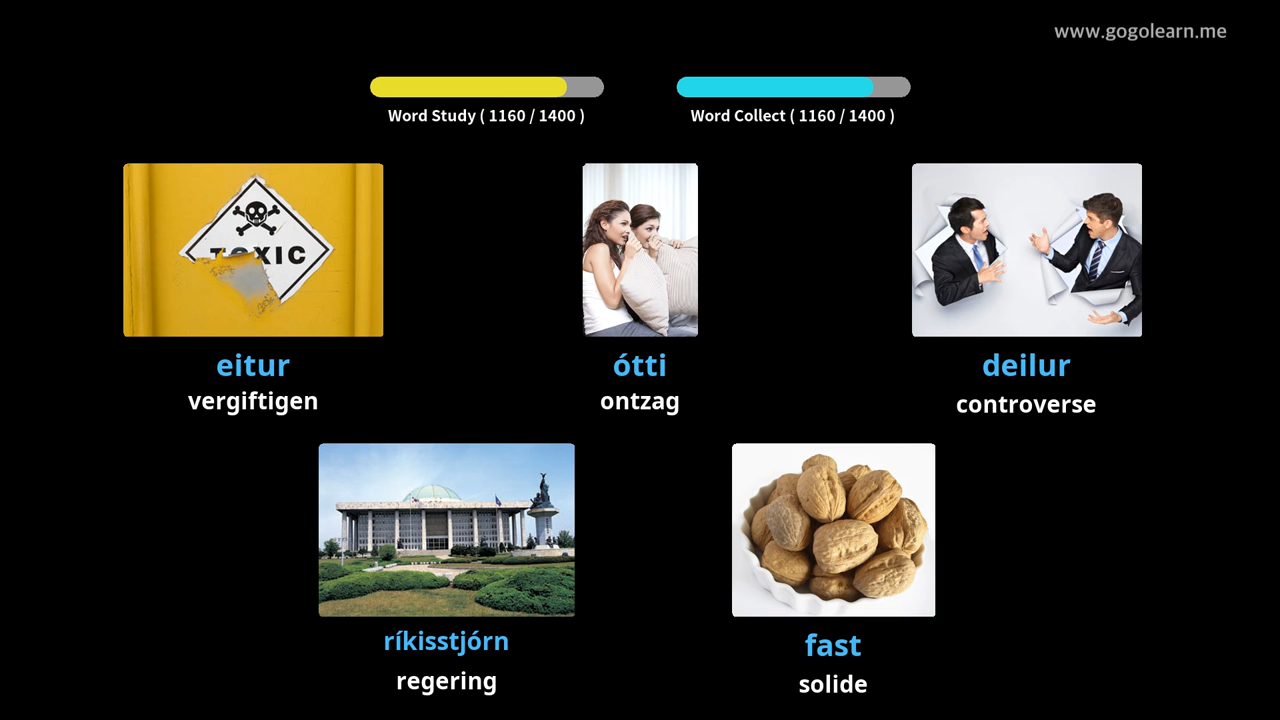 www.gogolearn.me
Word Study ( 1160 / 1400 )
Word Collect ( 1160 / 1400 )
TOXIC
eitur
vergiftigen
ótti
ontzag
deilur
controverse
ríkisstjórn
regering
fast
solide